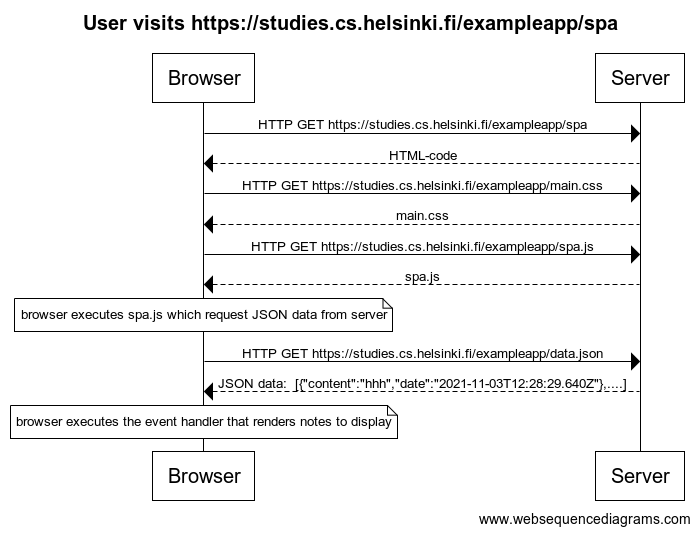 User visits https://studies.cs.helsinki.fi/exampleapp/spa
Browser Server
HTTP GET https://studies.cs.helsinki.fi/exampleapp/spa
HTML-code
HTTP GET https://studies.cs.helsinki.fi/exampleapp/main.css
main.css
HTTP GET https://studies.cs.helsinki.fi/exampleapp/spa.js
spa.js
browser executes spa.js which request JSON data from server
HTTP GET https://studies.cs.helsinki.fi/exampleapp/data.json
JSON data:  [{"content":"hhh","date":"2021-11-03T12:28:29.640Z"},....]
browser executes the event handler that renders notes to display
Browser Server
www.websequencediagrams.com